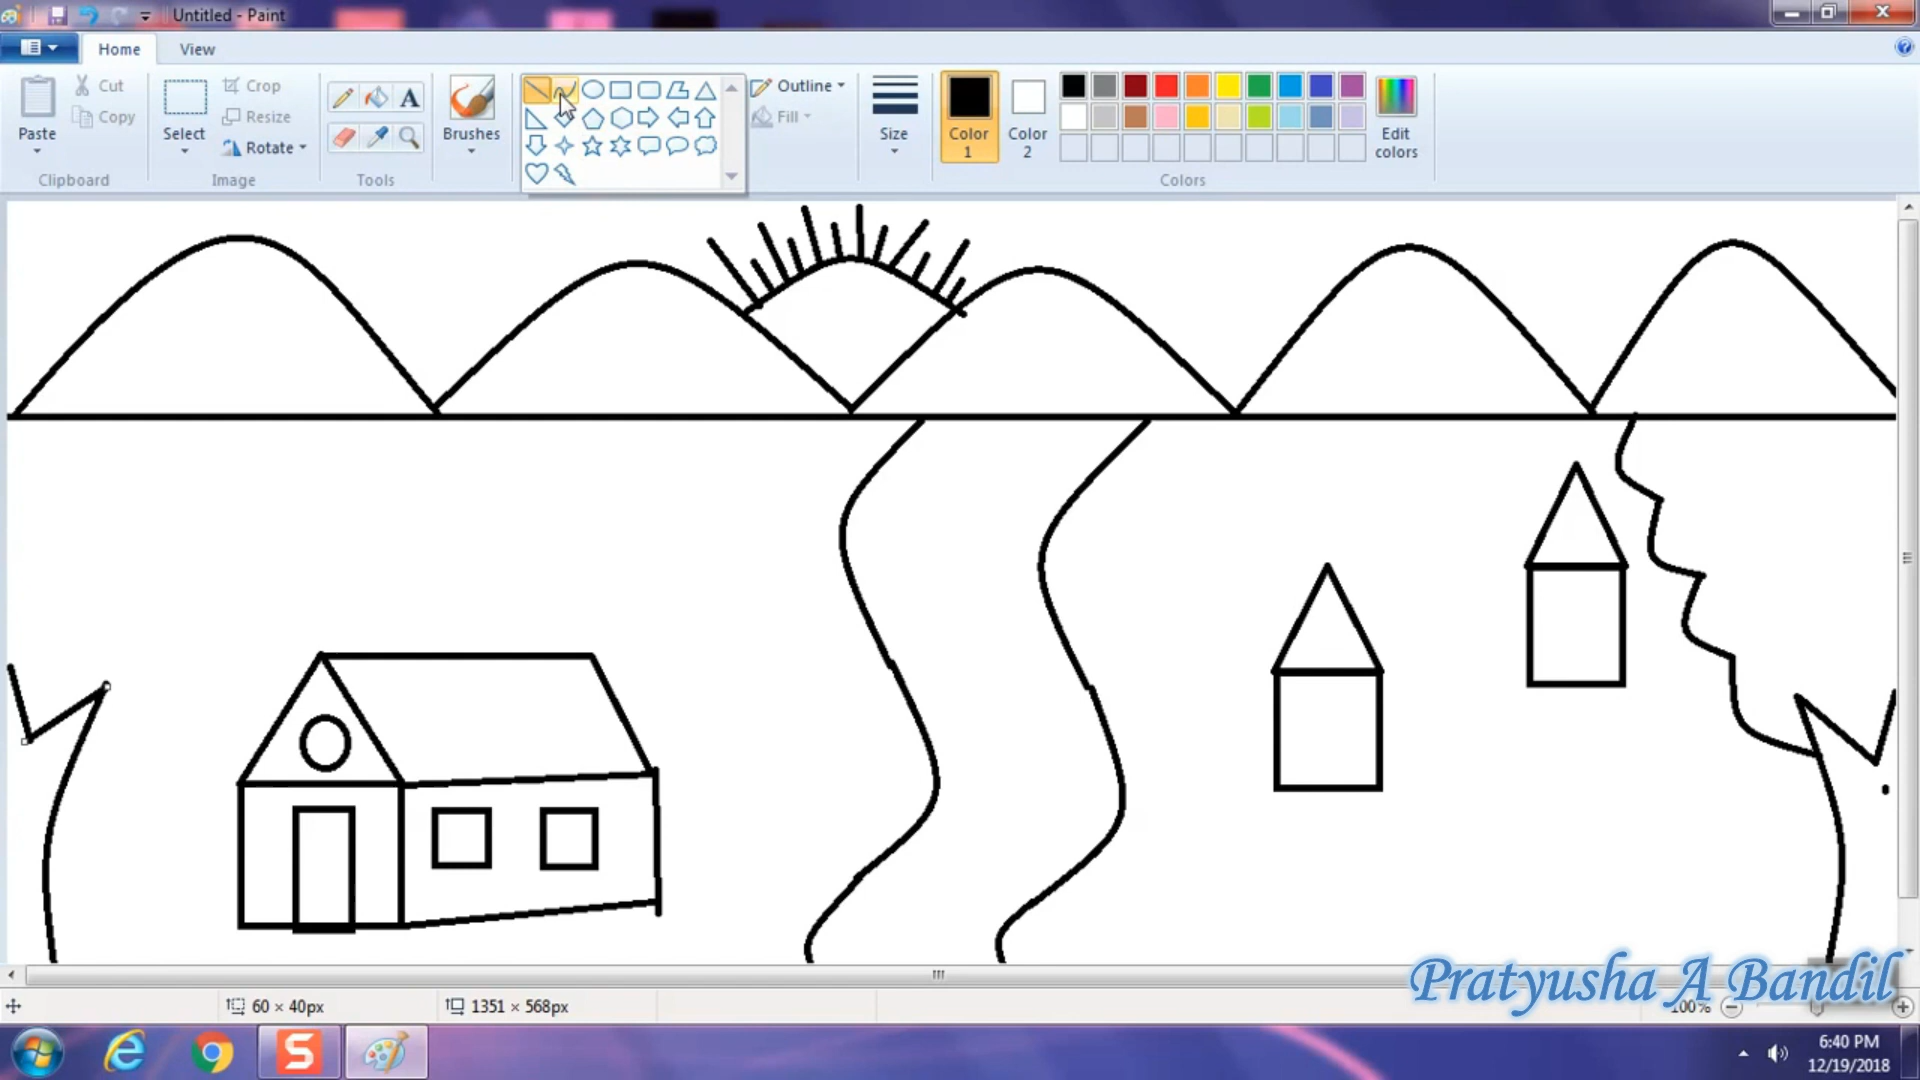 Untitled - Paint
Home View
Paste
Cut
Copy
Clipboard
Select
Crop
Resize
Rotate
Image
Tools
Brushes
Outline
Fill
Size
Color 1
Color 2
Edit colors
Colors
Pratyusha A Bandil
60 × 40px
1351 × 568px
100%
6:40 PM
12/19/2018